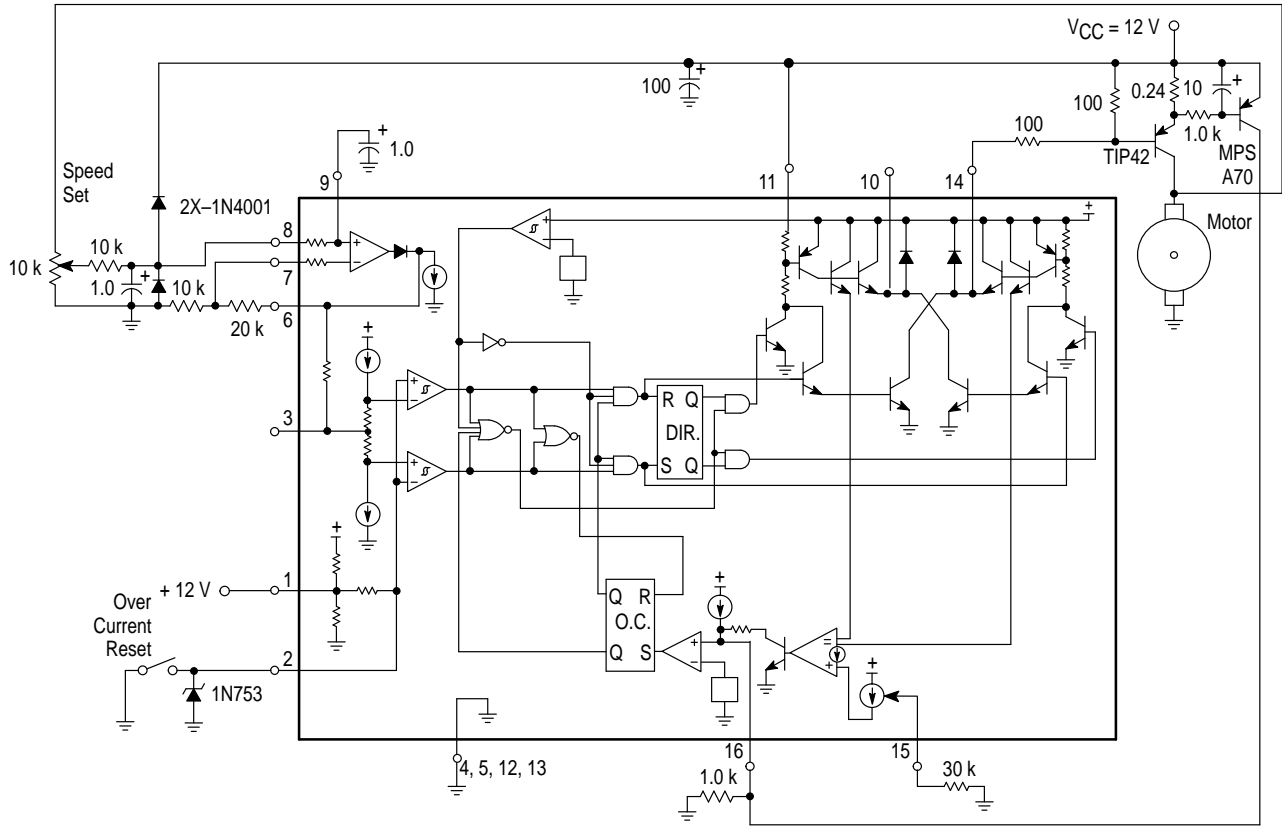 VCC = 12 V
100
+
0.24
10
+
100
1.0 k
100
TIP42
MPS
A70
+
1.0
Speed
Set
9
11
10
14
2X–1N4001
8
Motor
10 k
10 k
7
+
1.0
10 k
20 k
6
+
–
+
+
–
+
+
–
+
–
3
R Q
DIR.
S Q
+
+ 12 V
1
Over
Current
Reset
2
1N753
Q R
O.C.
Q S
+
+
–
=
+
+
4, 5, 12, 13
16
15
1.0 k
30 k